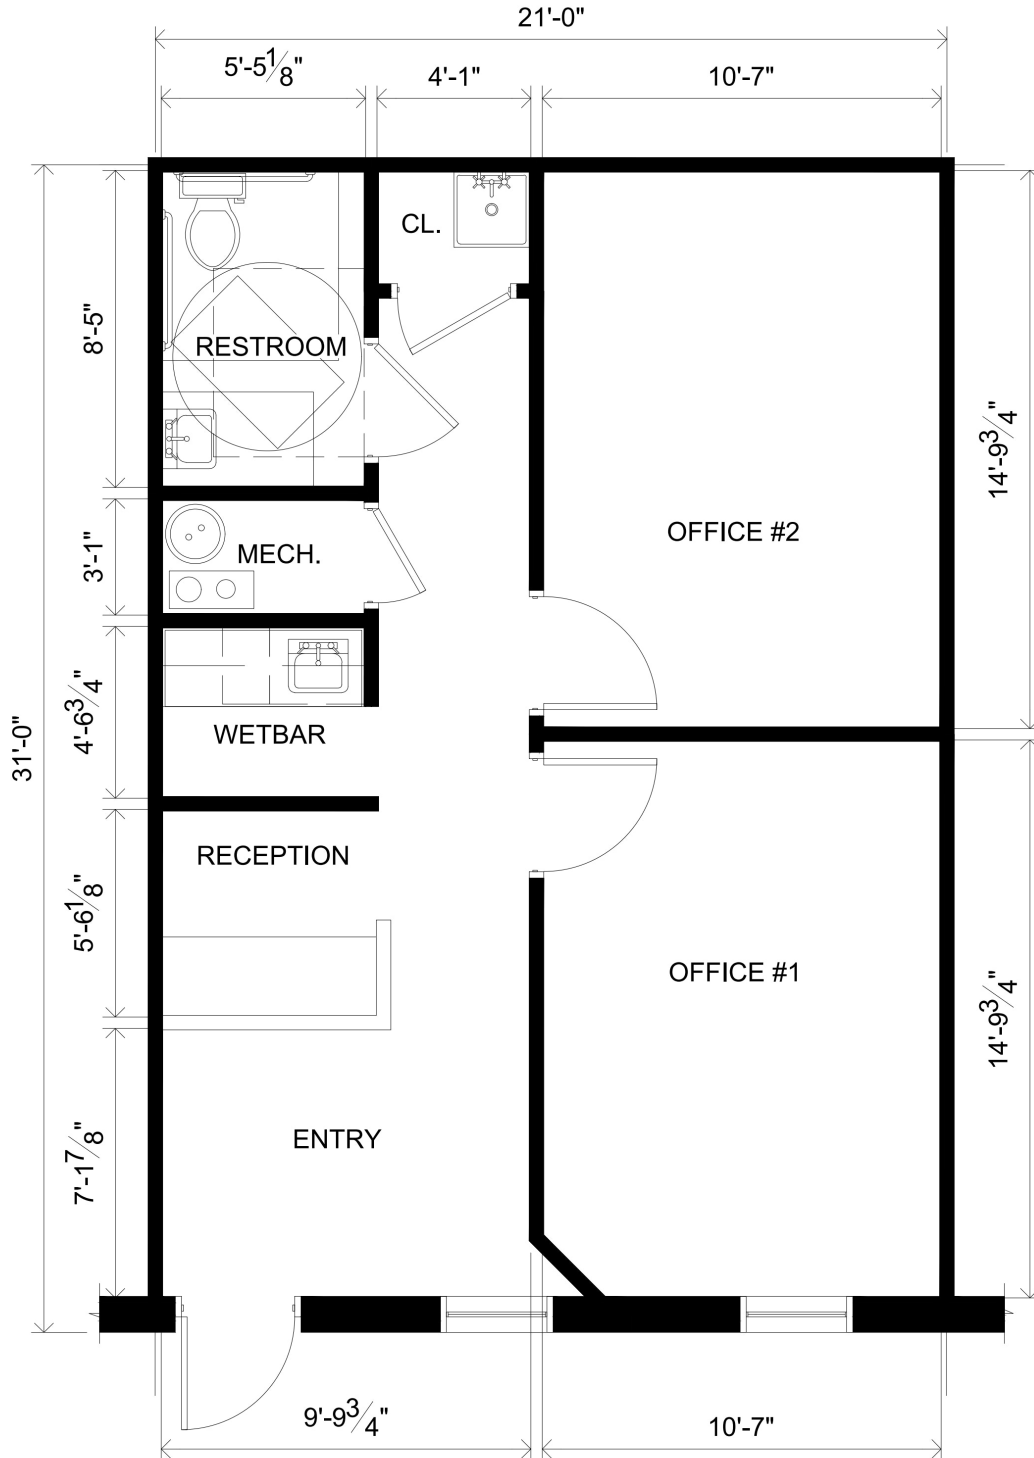 21'-0"
5'-5 1/8"
4'-1"
10'-7"
CL.
8'-5"
RESTROOM
14'-9 3/4"
OFFICE #2
3'-1"
MECH.
4'-6 3/4"
WETBAR
31'-0"
RECEPTION
5'-6 1/8"
OFFICE #1
14'-9 3/4"
ENTRY
7'-1 7/8"
9'-9 3/4"
10'-7"